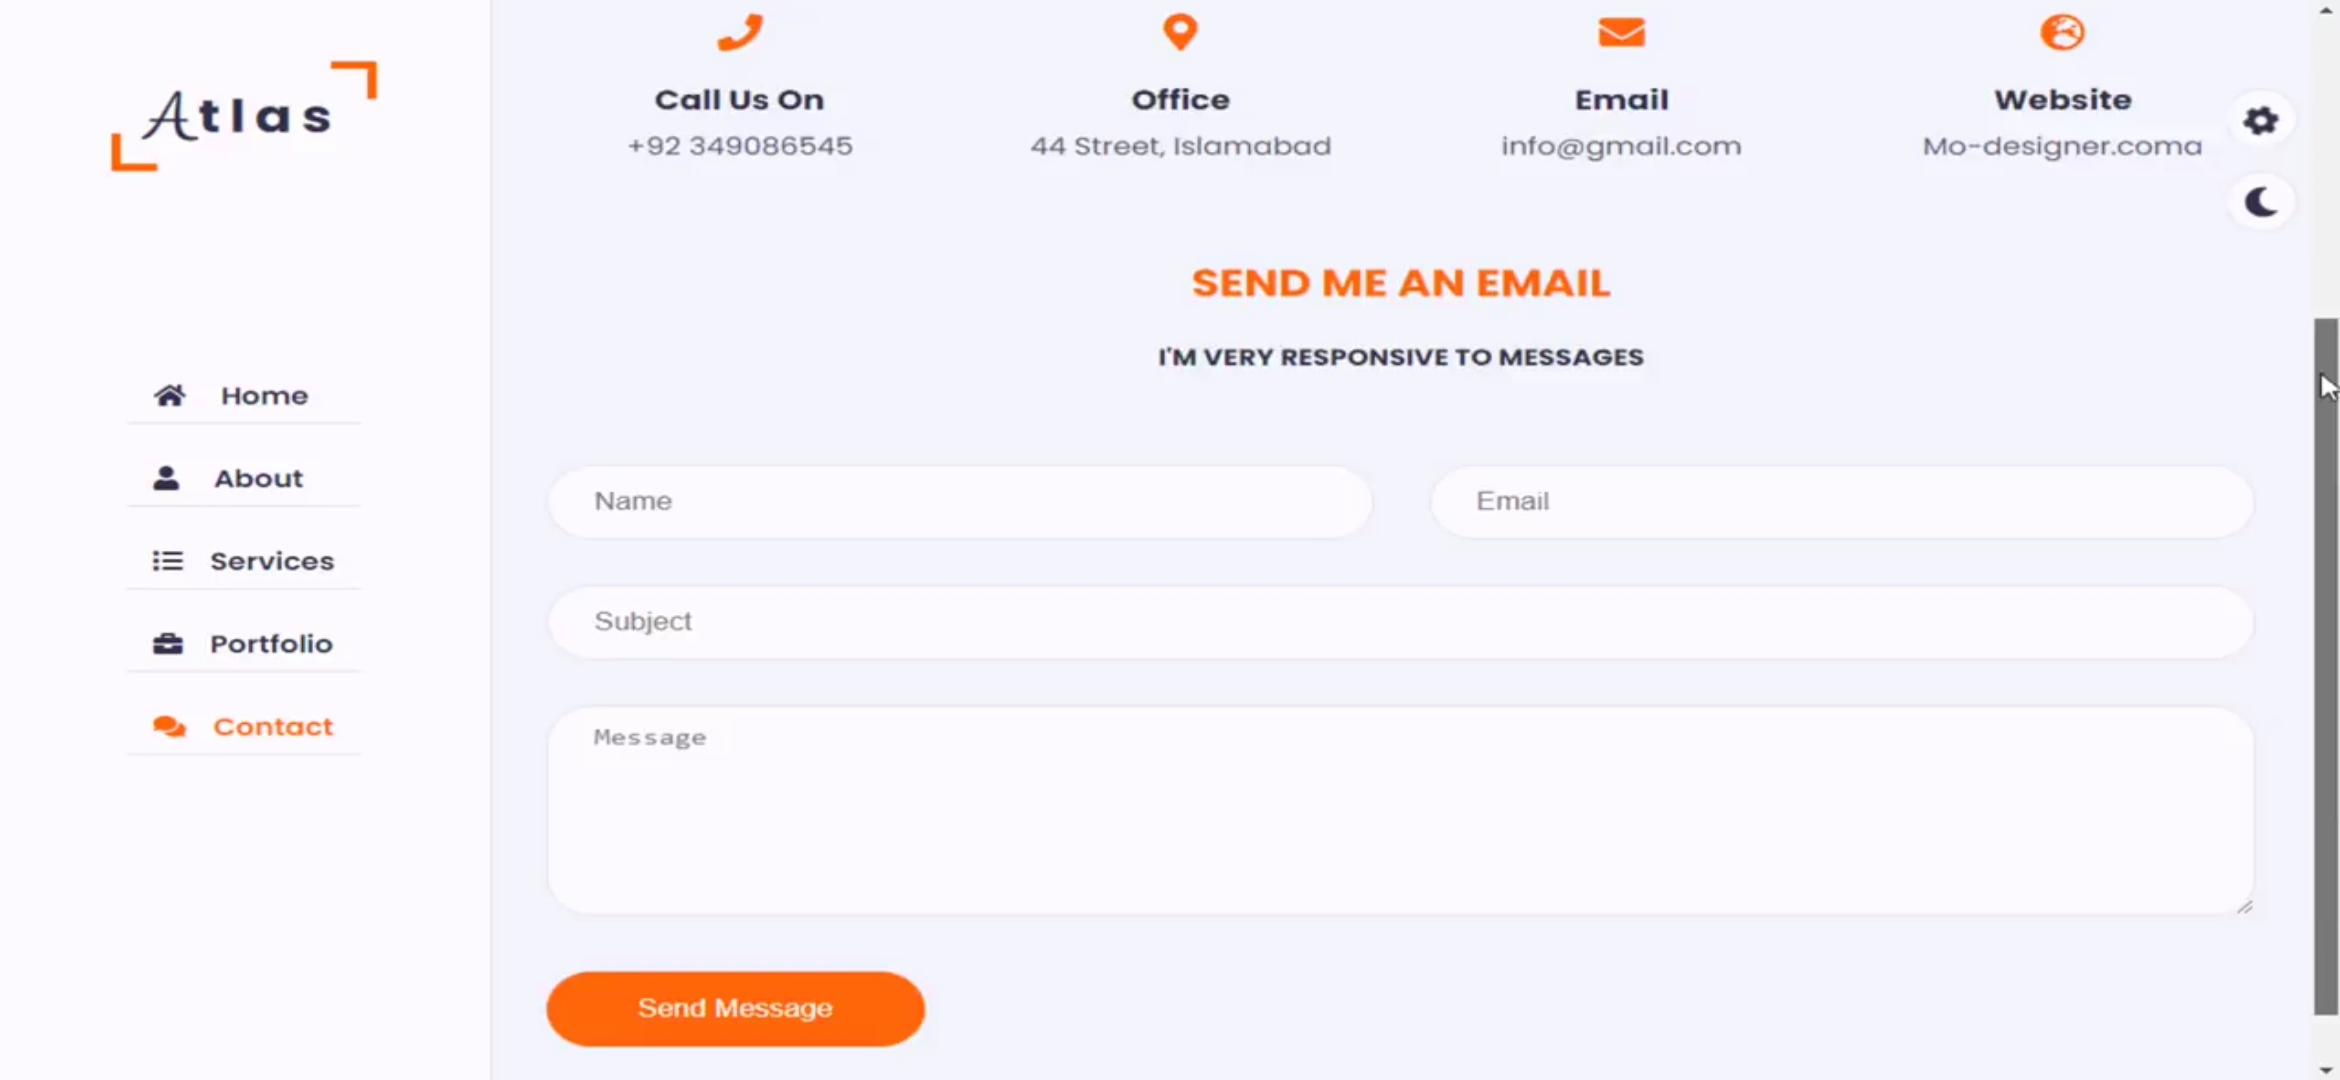 Atlas
Home
About
Services
Portfolio
Contact
Call Us On
+92 349086545
Office
44 Street, Islamabad
Email
info@gmail.com
Website
Mo-designer.coma
SEND ME AN EMAIL
I'M VERY RESPONSIVE TO MESSAGES
Name
Email
Subject
Message
Send Message